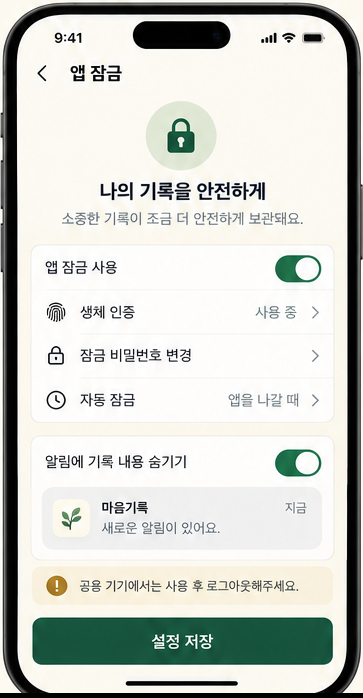 9:41
앱 잠금
나의 기록을 안전하게
소중한 기록이 조금 더 안전하게 보관돼요.
앱 잠금 사용
생체 인증 사용 중
잠금 비밀번호 변경
자동 잠금 앱을 나갈 때
알림에 기록 내용 숨기기
마음기록 지금
새로운 알림이 있어요.
공용 기기에서는 사용 후 로그아웃해주세요.
설정 저장